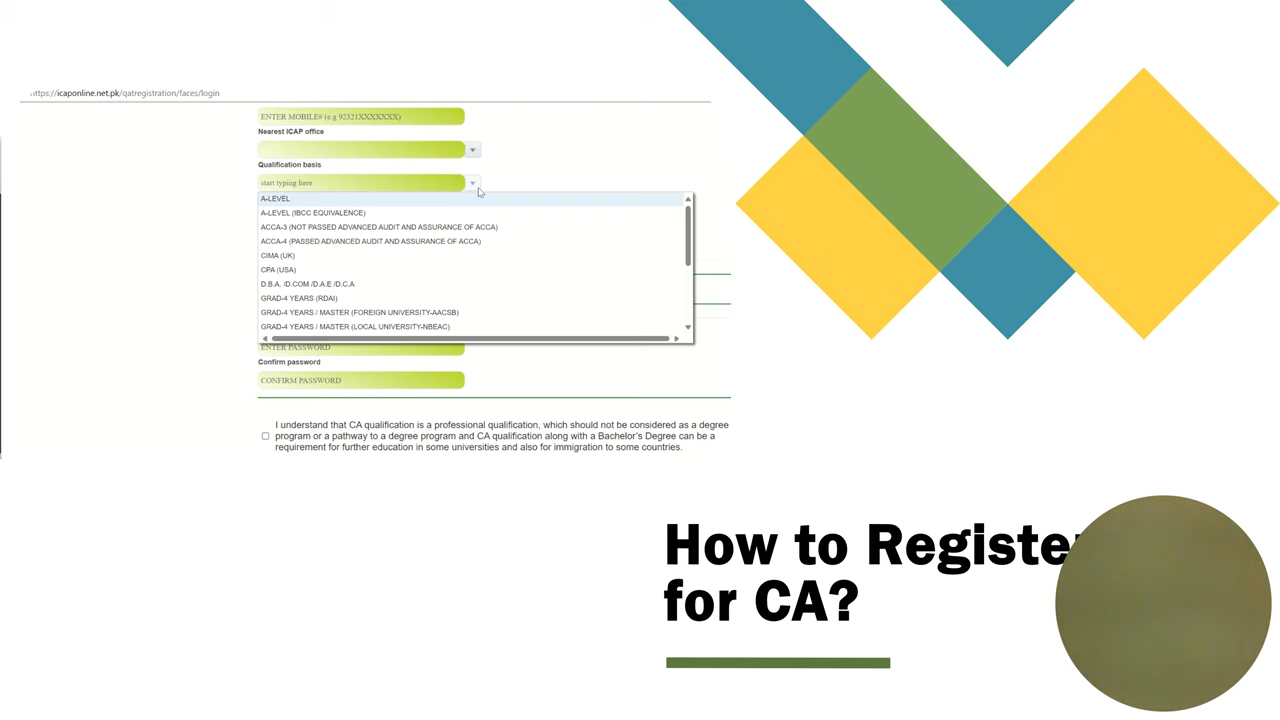 https://icaponline.net.pk/qatregistration/faces/login
ENTER MOBILE# (e.g 92321XXXXXXX)
Nearest ICAP office
Qualification basis
start typing here
A-LEVEL
A-LEVEL (IBCC EQUIVALENCE)
ACCA-3 (NOT PASSED ADVANCED AUDIT AND ASSURANCE OF ACCA)
ACCA-4 (PASSED ADVANCED AUDIT AND ASSURANCE OF ACCA)
CIMA (UK)
CPA (USA)
D.B.A. /D.COM /D.A.E /D.C.A
GRAD-4 YEARS (RDAI)
GRAD-4 YEARS / MASTER (FOREIGN UNIVERSITY-AACSB)
GRAD-4 YEARS / MASTER (LOCAL UNIVERSITY-NBEAC)
ENTER PASSWORD
Confirm password
CONFIRM PASSWORD
I understand that CA qualification is a professional qualification, which should not be considered as a degree
program or a pathway to a degree program and CA qualification along with a Bachelor's Degree can be a
requirement for further education in some universities and also for immigration to some countries.
How to Registe
for CA?